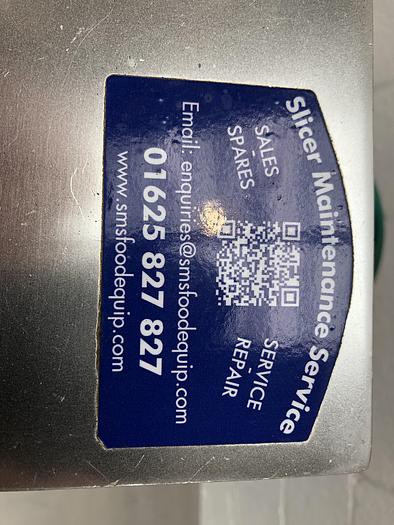 Slicer Maintenance Service
SALES
-
SPARES
SERVICE
-
REPAIR
Email: enquiries@smsfoodequip.com
01625 827 827
www.smsfoodequip.com